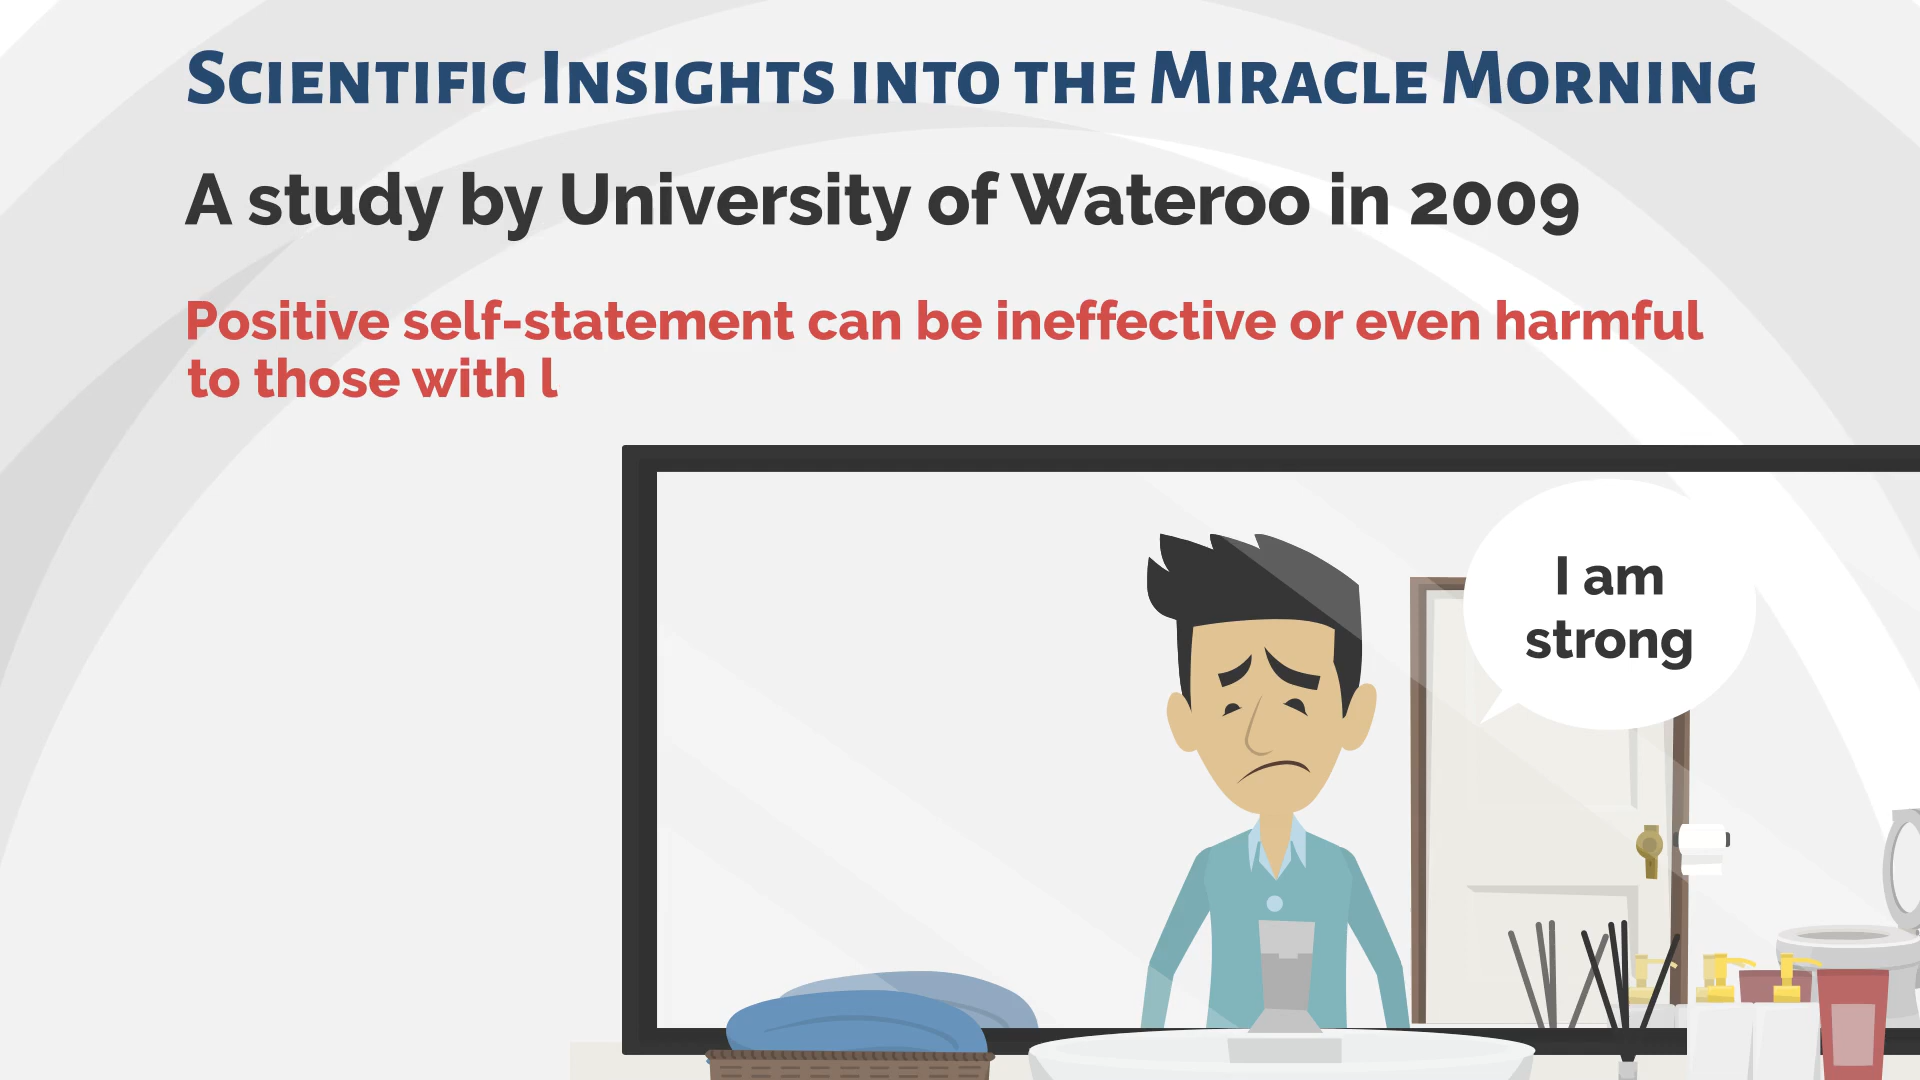 Scientific Insights into the Miracle Morning
A study by University of Wateroo in 2009
Positive self-statement can be ineffective or even harmful
to those with l
I am
strong